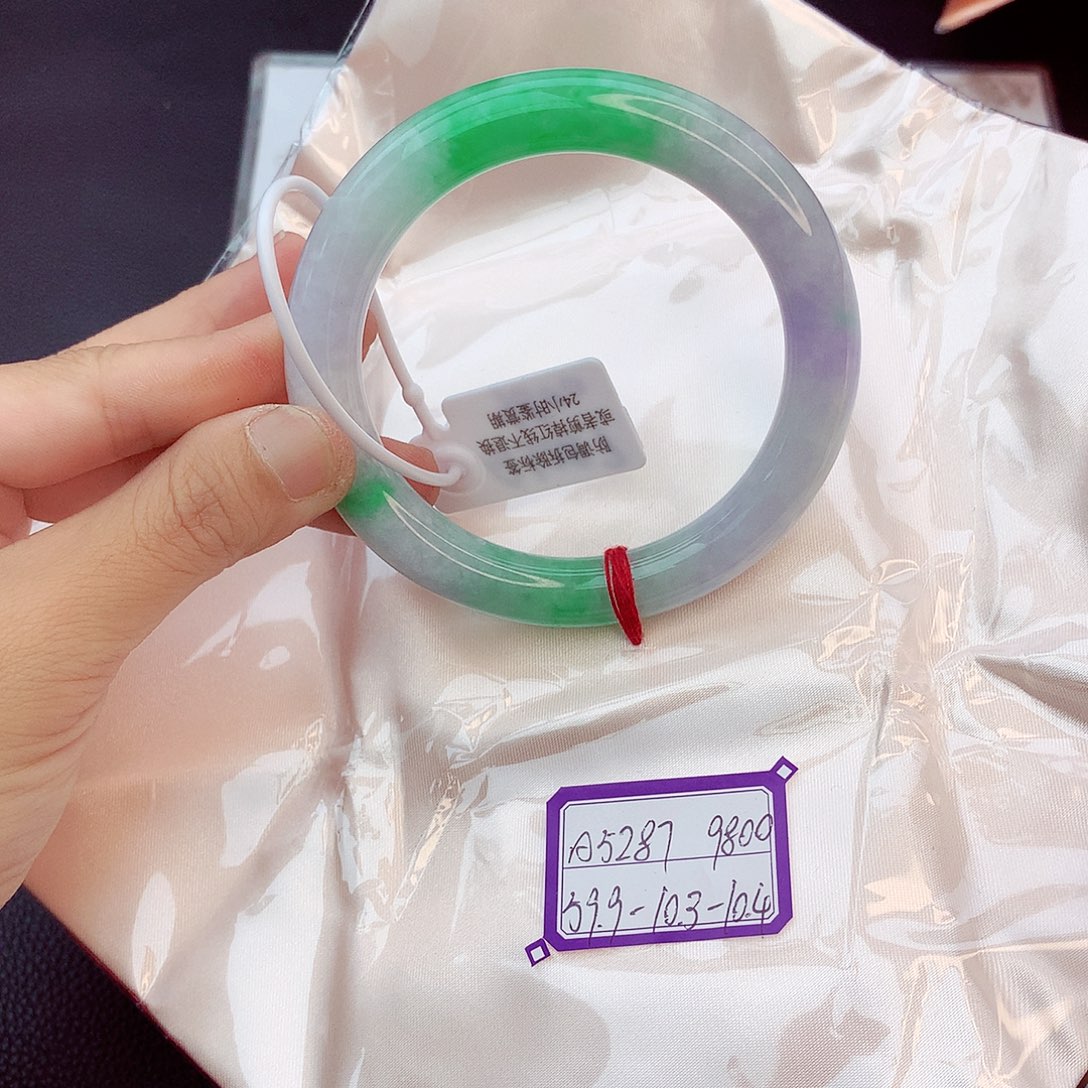 防调包拆除标签
或者剪掉红线不退换
24小时鉴赏期
A5287 9800
59.9-10.3-10.4